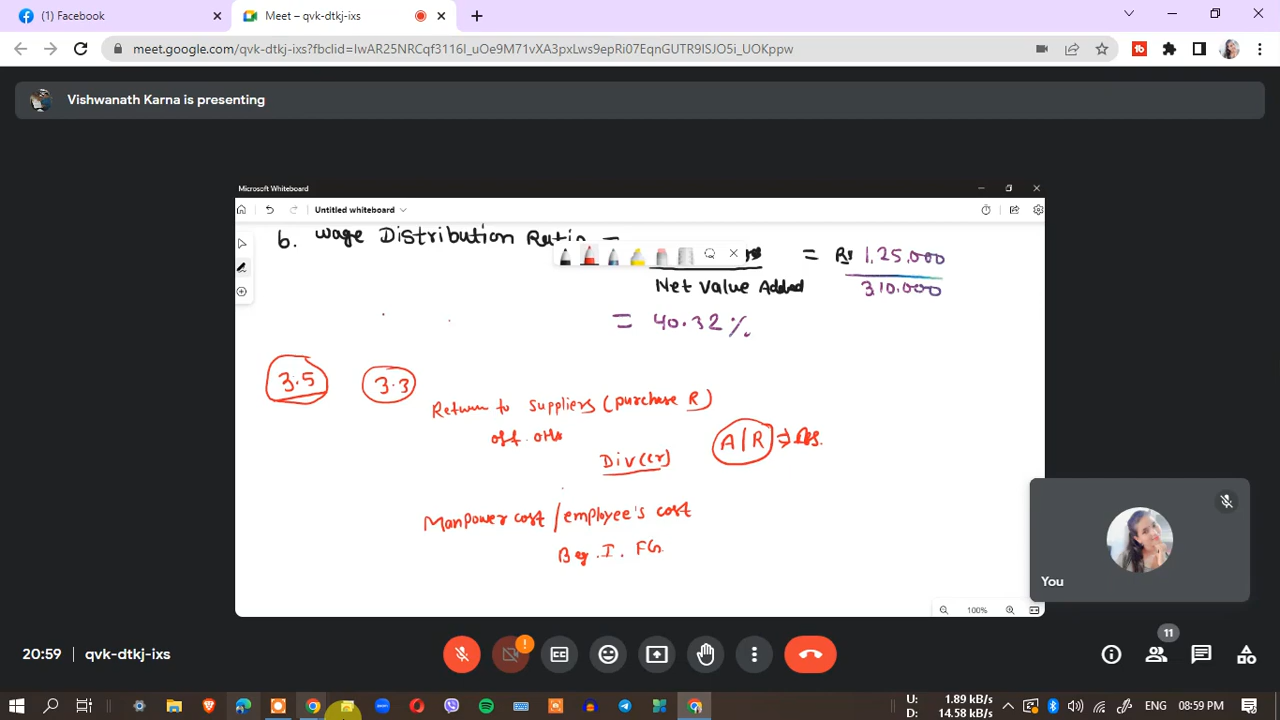 (1) Facebook
Meet – qvk-dtkj-ixs
meet.google.com/qvk-dtkj-ixs?fbclid=IwAR25NRCqf3116I_uOe9M71vXA3pxLws9epRi07EqnGUTR9lSJO5i_UOKppw
Vishwanath Karna is presenting
Microsoft Whiteboard
Untitled whiteboard
6. Wage Distribution Ratio =
= Rs 1,25,000
Net Value Added 310,000
= 40.32%
3.5 3.3
Return to Suppliers (purchase R)
Div(cr) A/R ⇒
Manpower cost/employee's cost
Beg. I. FG
100%
You
11
20:59 qvk-dtkj-ixs
U: 1.89 kB/s
D: 14.58 kB/s
ENG 08:59 PM